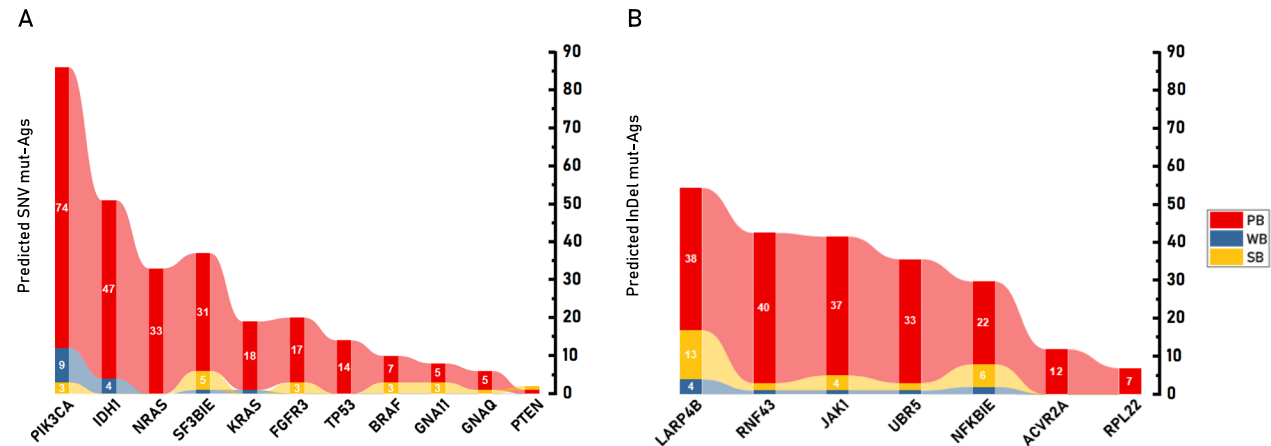 A
B
Predicted SNV mut-Ags
90
80
70
60
50
40
30
20
10
0
74
9
3
47
4
33
31
5
18
17
3
14
7
3
5
3
5
PIK3CA
IDH1
NRAS
SF3BIE
KRAS
FGFR3
TP53
BRAF
GNA11
GNAQ
PTEN
Predicted InDel mut-Ags
90
80
70
60
50
40
30
20
10
0
38
13
4
40
37
4
33
22
6
12
7
LARP4B
RNF43
JAK1
UBR5
NFKBIE
ACVR2A
RPL22
PB
WB
SB